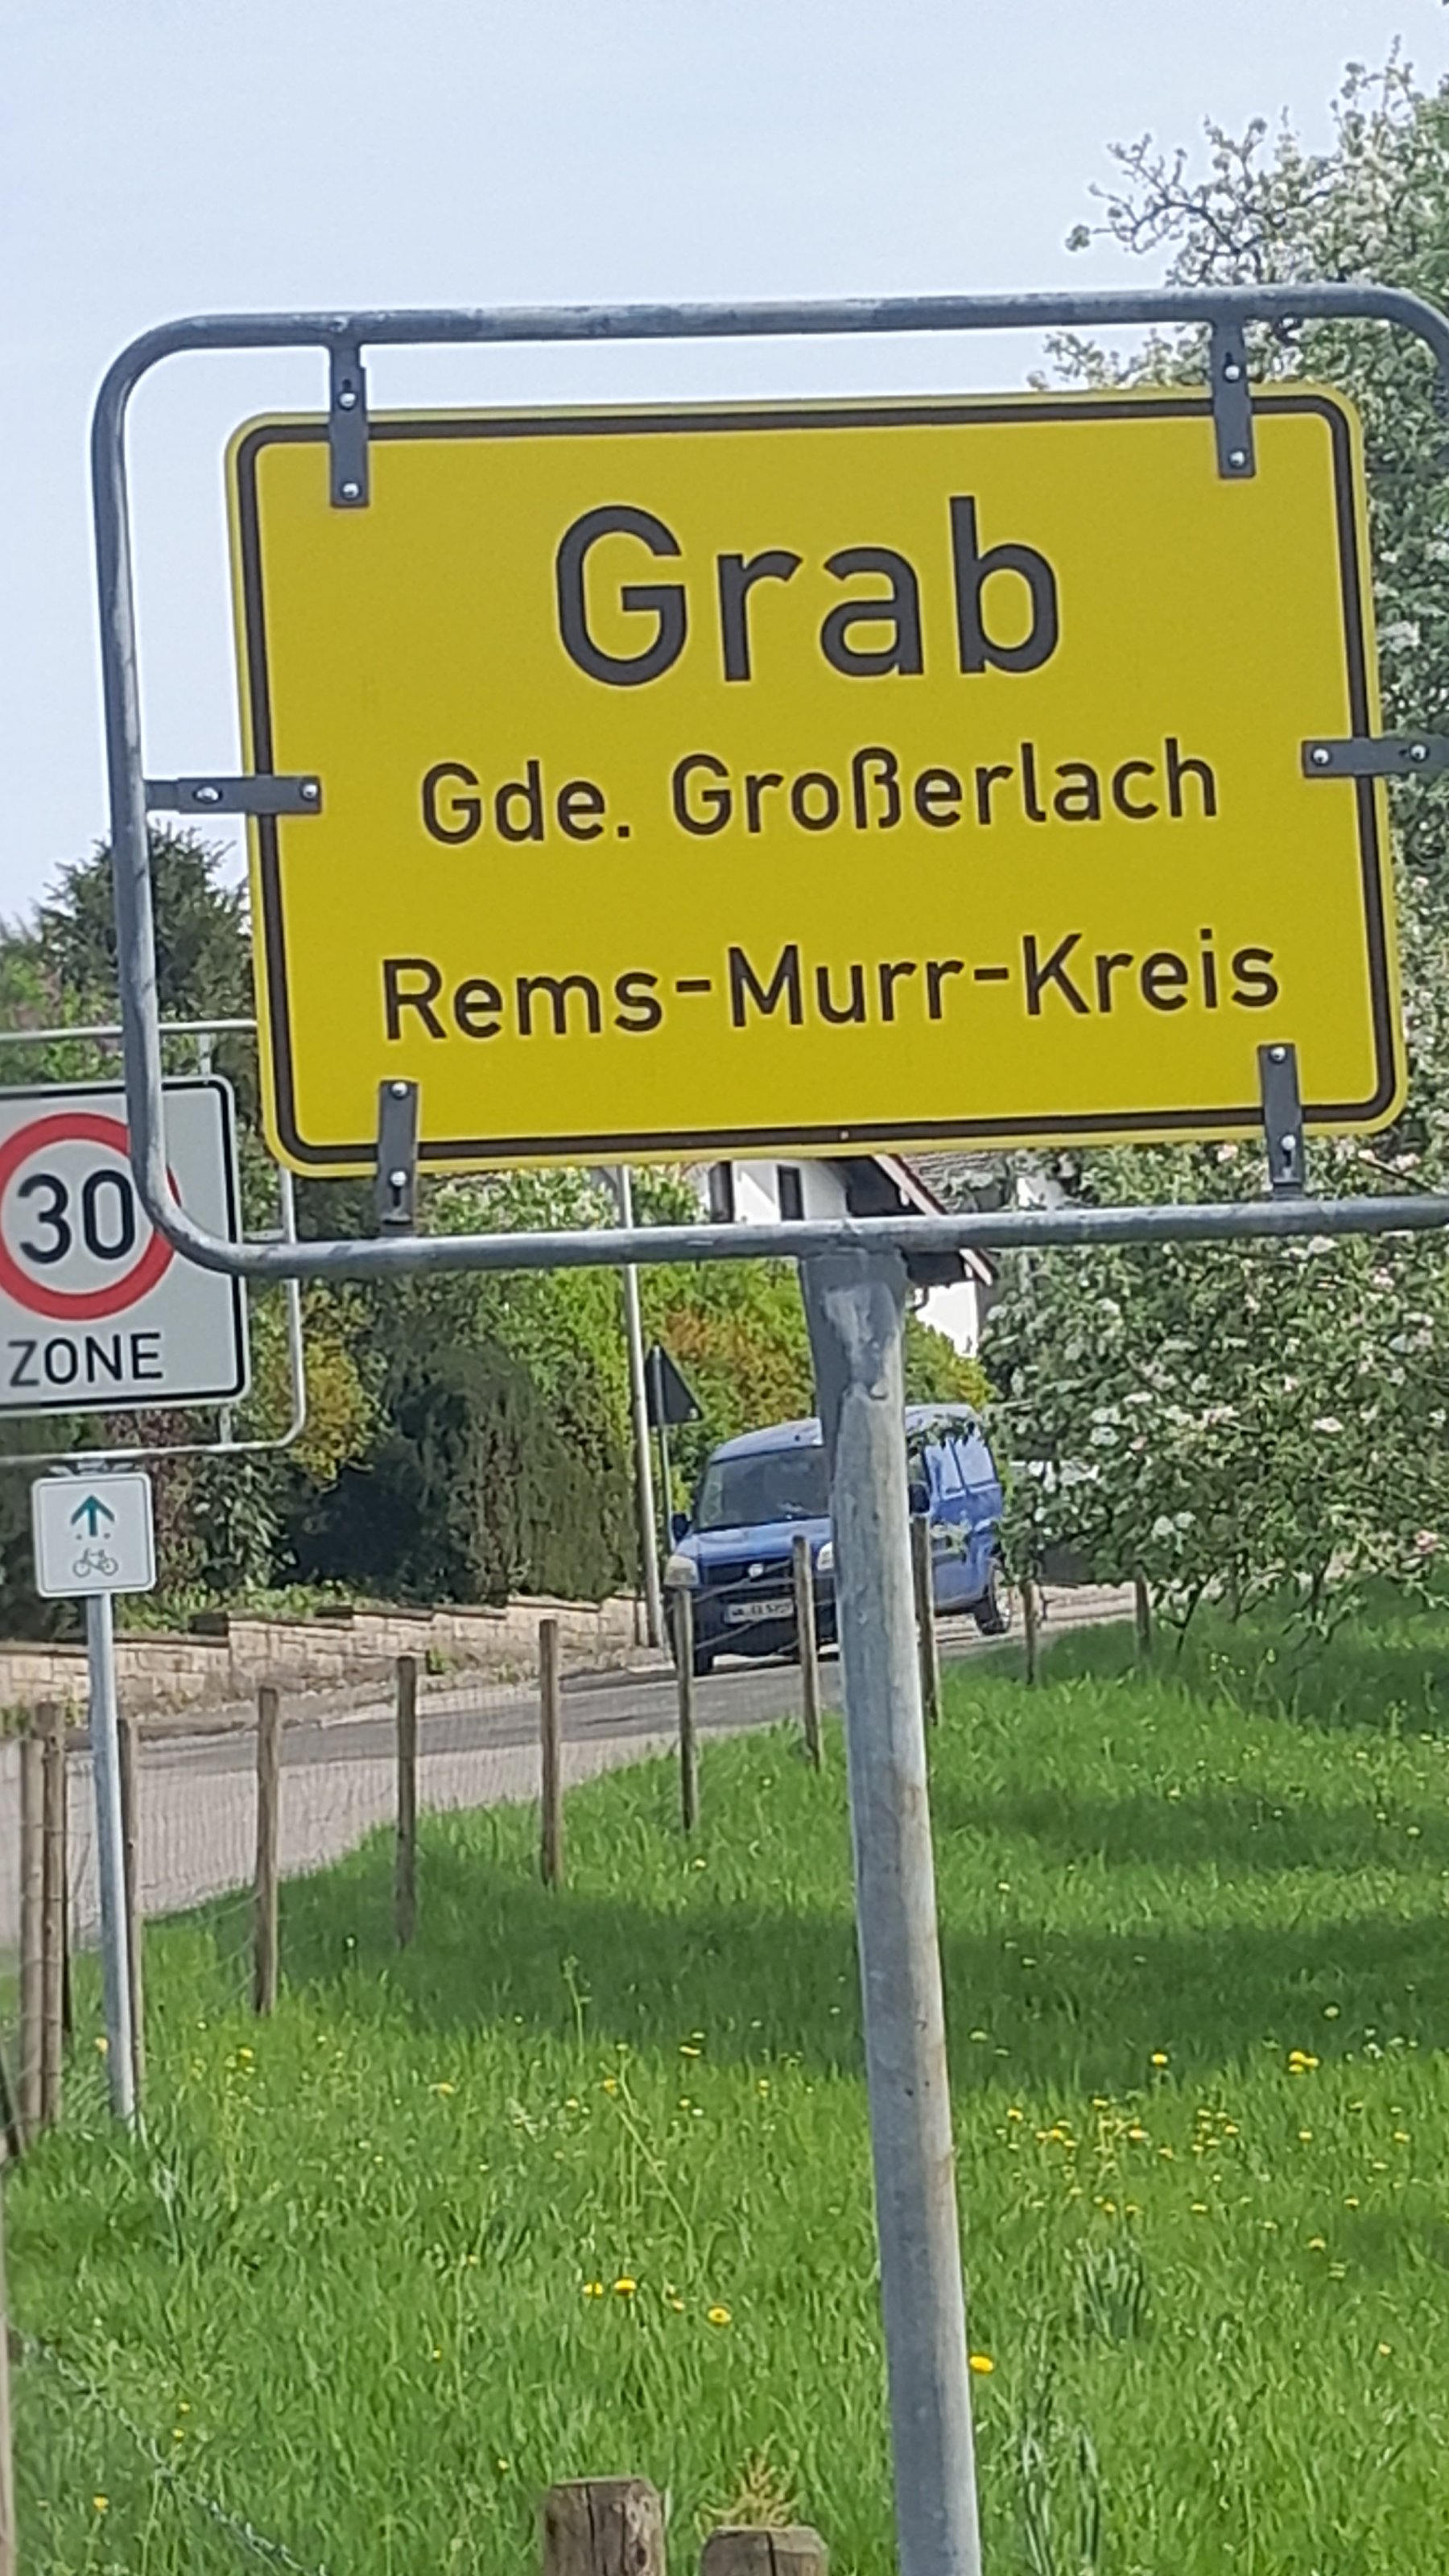 Grab
Gde. Großerlach
Rems-Murr-Kreis
30
ZONE